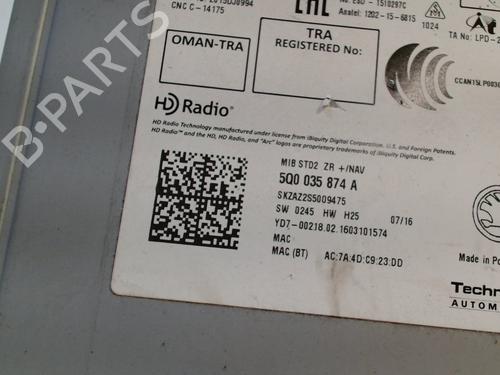 CNC C - 14175
Anatel: 1202-15-6815
1024
TA No: LPD-2
OMAN-TRA
TRA
REGISTERED No:
HD Radio®
HD Radio Technology manufactured under license from iBiquity Digital Corporation. U.S. and Foreign Patents.
HD Radio™ and the HD, HD Radio, and "Arc" logos are proprietary trademarks of iBiquity Digital Corp.
MIB STD2 ZR +/NAV
5Q0 035 874 A
SKZAZ2S5009475
SW 0245 HW H25 07/16
YD7-00218.02.1603101574
MAC
MAC (BT) AC:7A:4D:C9:23:DD
Made in Po
Techn
AUTOM
B-PARTS